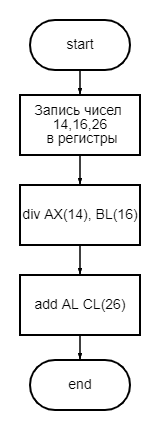 start
Запись чисел
14,16,26
в регистры
div AX(14), BL(16)
add AL CL(26)
end